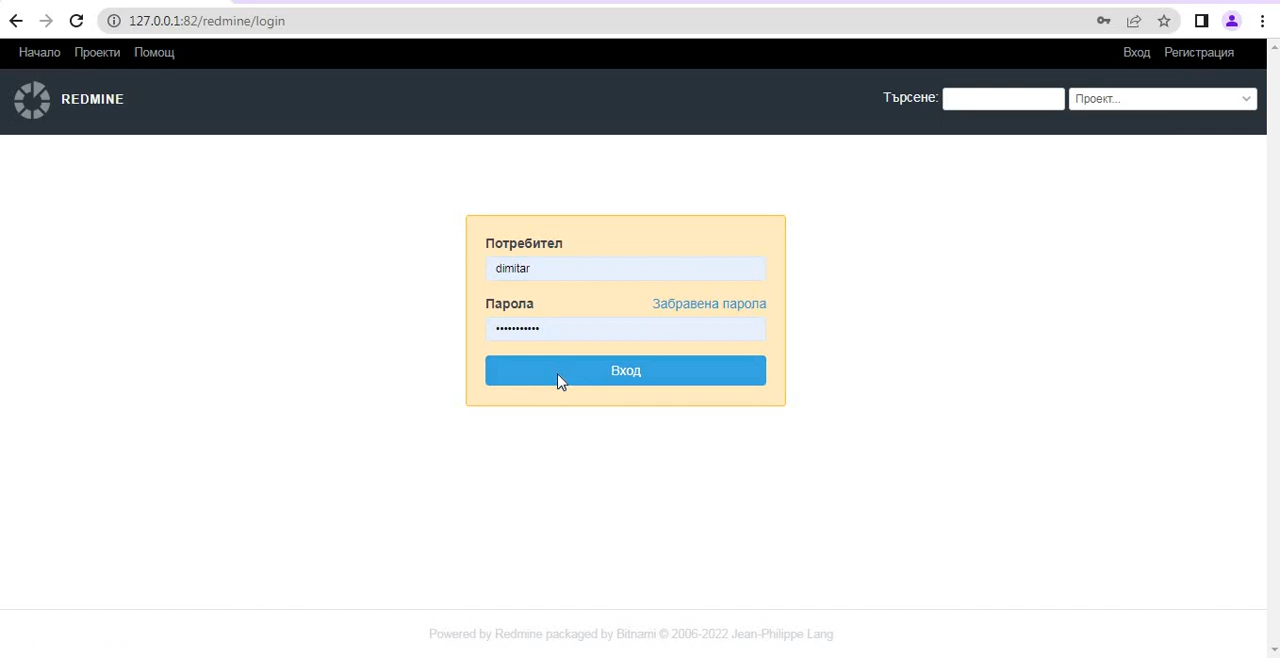 127.0.0.1:82/redmine/login
Начало Проекти Помощ Вход Регистрация
REDMINE Търсене: Проект...
Потребител
dimitar
Парола Забравена парола
•••••••••••
Вход
Powered by Redmine packaged by Bitnami © 2006-2022 Jean-Philippe Lang